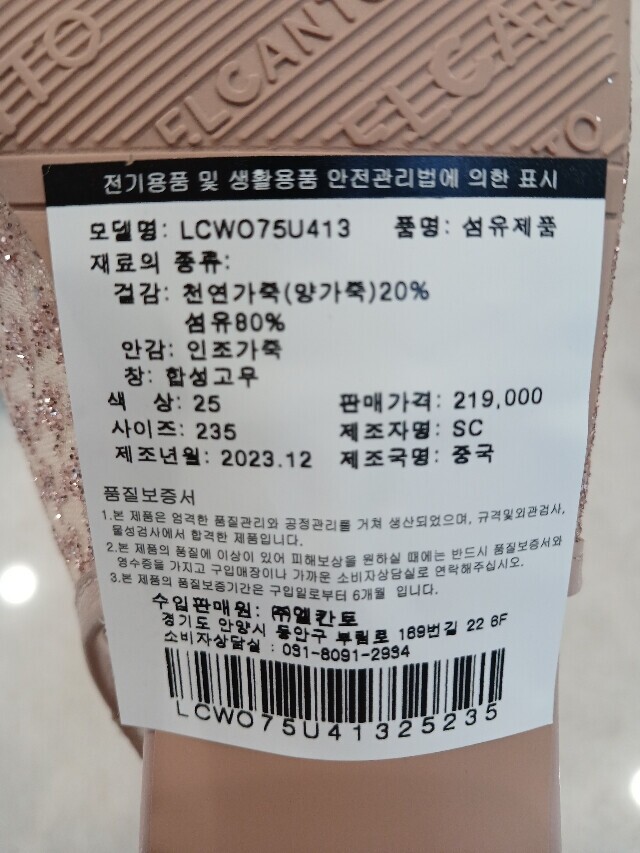 ELCANTO
전기용품 및 생활용품 안전관리법에 의한 표시
모델명: LCWO75U413 품명: 섬유제품
재료의 종류:
겉감: 천연가죽(양가죽)20%
섬유80%
안감: 인조가죽
창: 합성고무
색 상: 25 판매가격: 219,000
사이즈: 235 제조자명: SC
제조년월: 2023.12 제조국명: 중국
품질보증서
1.본 제품은 엄격한 품질관리와 공정관리를 거쳐 생산되었으며, 규격및외관검사,
물성검사에서 합격한 제품입니다.
2.본 제품의 품질에 이상이 있어 피해보상을 원하실 때에는 반드시 품질보증서와
영수증을 가지고 구입매장이나 가까운 소비자상담실로 연락해주십시오.
3.본 제품의 품질보증기간은 구입일로부터 6개월 입니다.
수입판매원: ㈜엘칸토
경기도 안양시 동안구 부림로 169번길 22 6F
소비자상담실 : 031-8091-2934
LCWO75U41325235